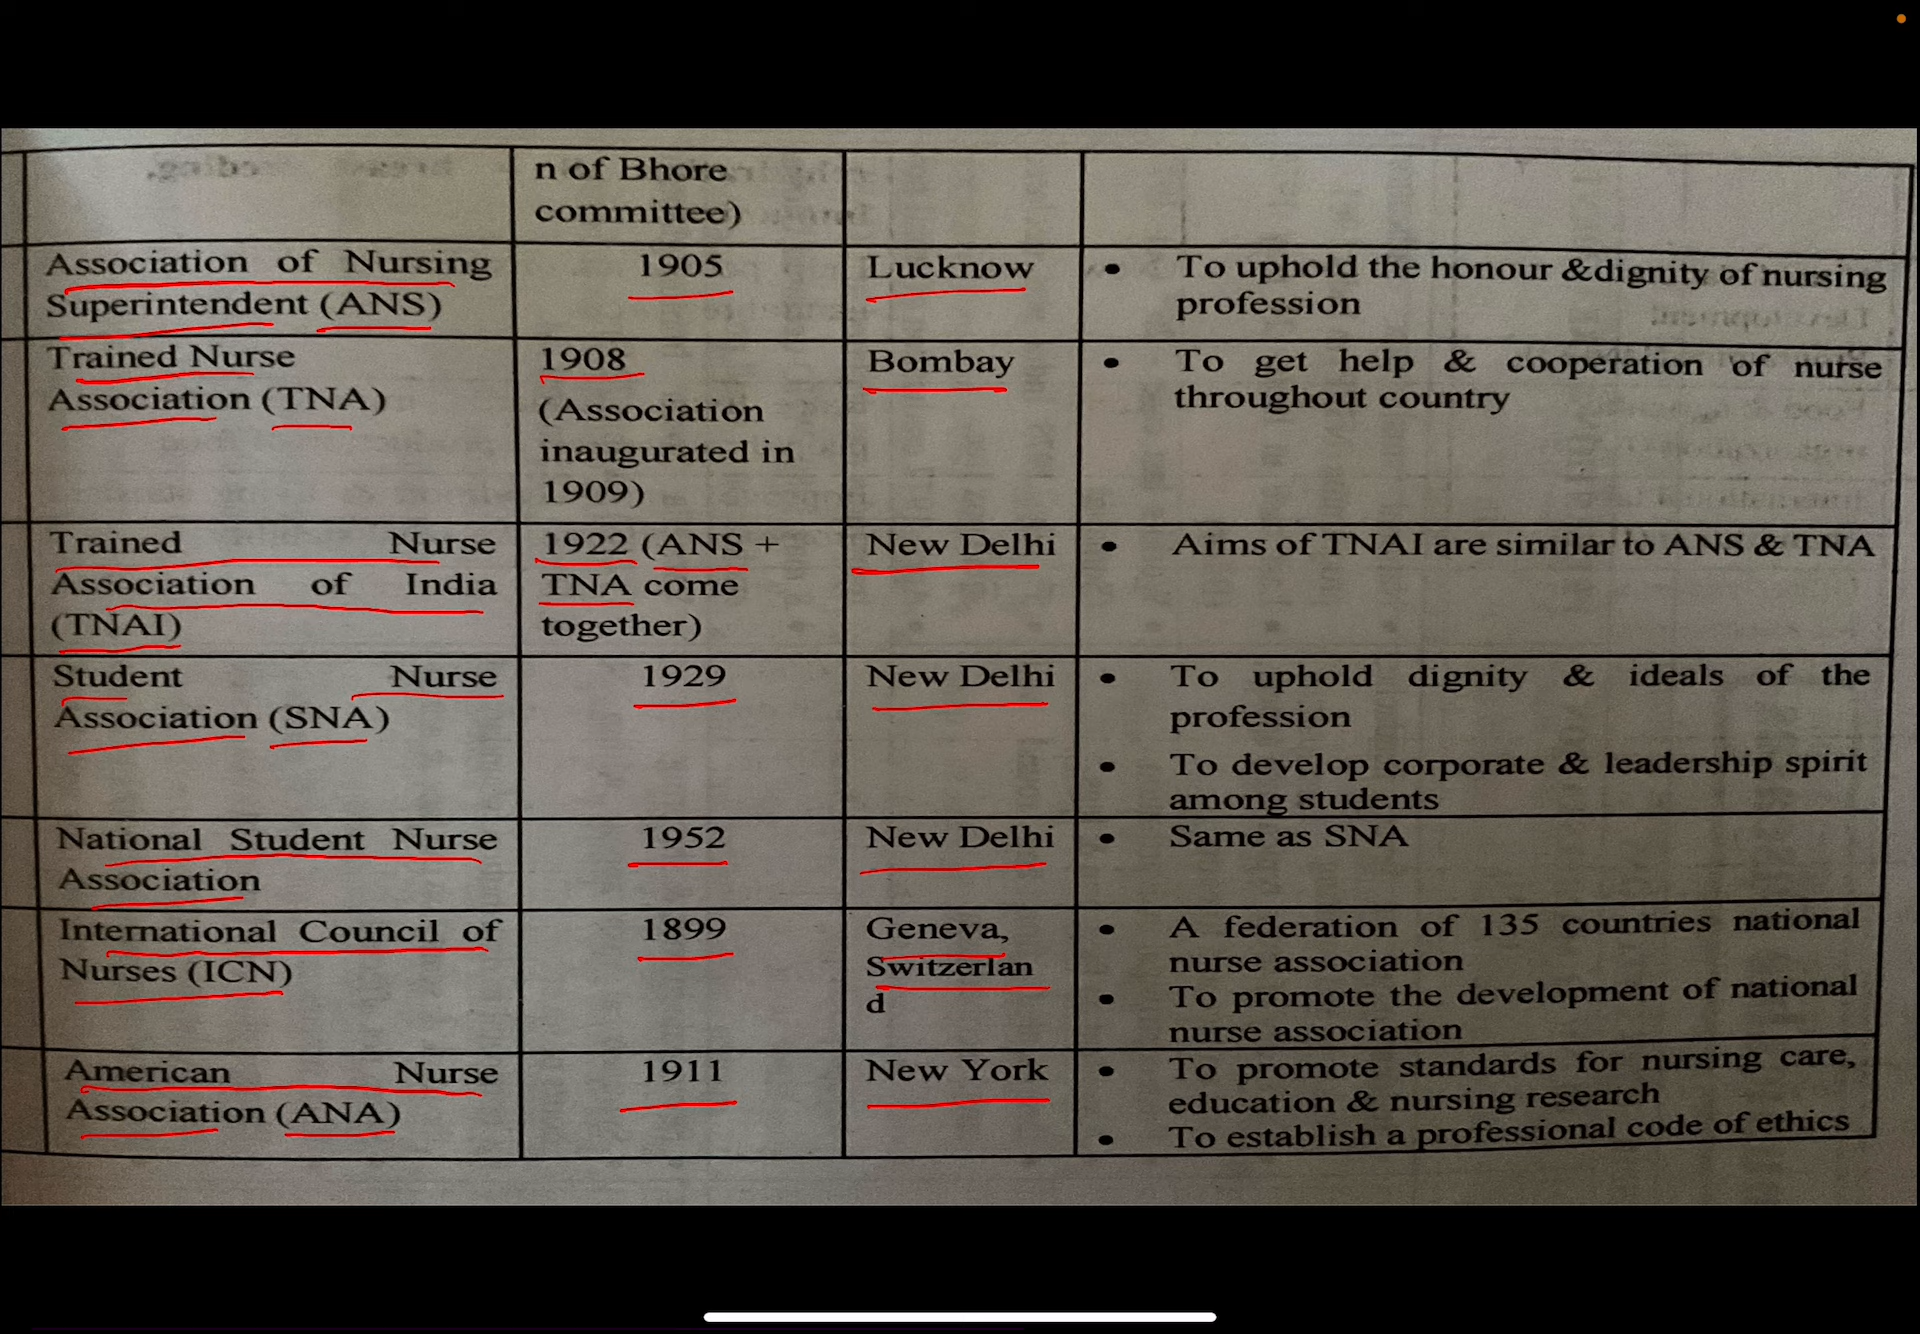 n of Bhore
committee)
Association of Nursing
Superintendent (ANS)
1905
Lucknow
• To uphold the honour &dignity of nursing
profession
Trained Nurse
Association (TNA)
1908
(Association
inaugurated in
1909)
Bombay
• To get help & cooperation of nurse
throughout country
Trained Nurse
Association of India
(TNAI)
1922 (ANS +
TNA come
together)
New Delhi
• Aims of TNAI are similar to ANS & TNA
Student Nurse
Association (SNA)
1929
New Delhi
• To uphold dignity & ideals of the
profession
• To develop corporate & leadership spirit
among students
National Student Nurse
Association
1952
New Delhi
• Same as SNA
International Council of
Nurses (ICN)
1899
Geneva,
Switzerlan
d
• A federation of 135 countries national
nurse association
• To promote the development of national
nurse association
American Nurse
Association (ANA)
1911
New York
• To promote standards for nursing care,
education & nursing research
• To establish a professional code of ethics